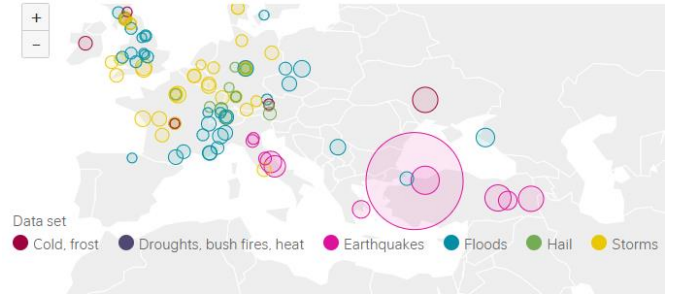 +
−
Data set
Cold, frost Droughts, bush fires, heat Earthquakes Floods Hail Storms